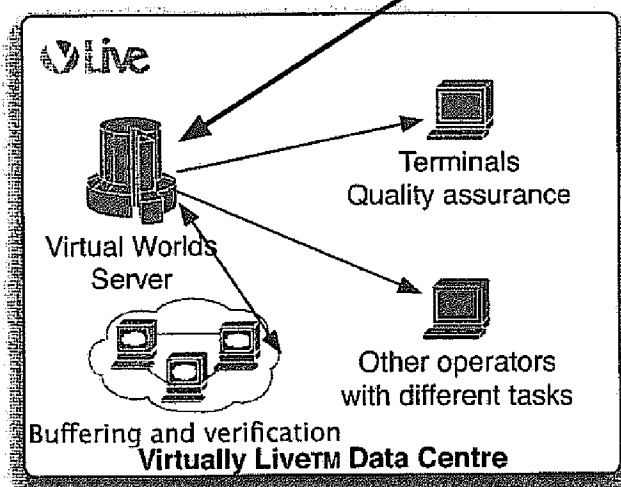 VLive
Terminals
Quality assurance
Virtual Worlds
Server
Other operators
with different tasks
Buffering and verification
Virtually Live™ Data Centre